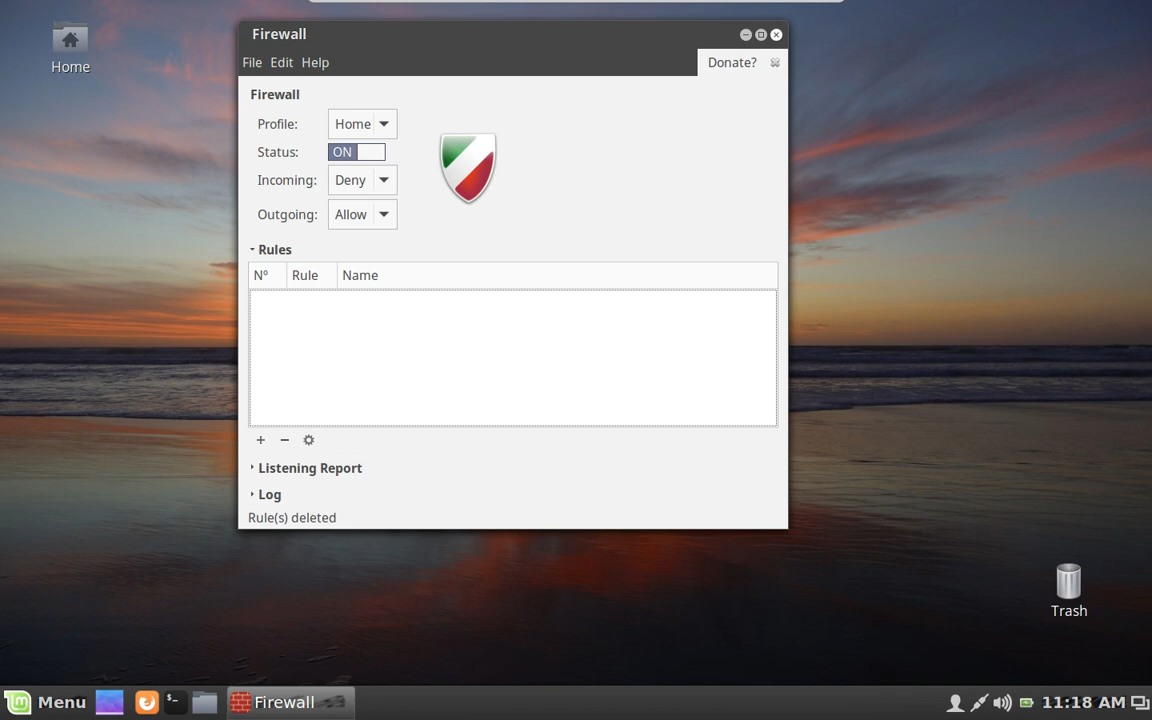 Home
Firewall
File Edit Help
Donate?
Firewall
Profile: Home
Status: ON
Incoming: Deny
Outgoing: Allow
Rules
Nº Rule Name
Listening Report
Log
Rule(s) deleted
Trash
Menu
$_
Firewall
11:18 AM